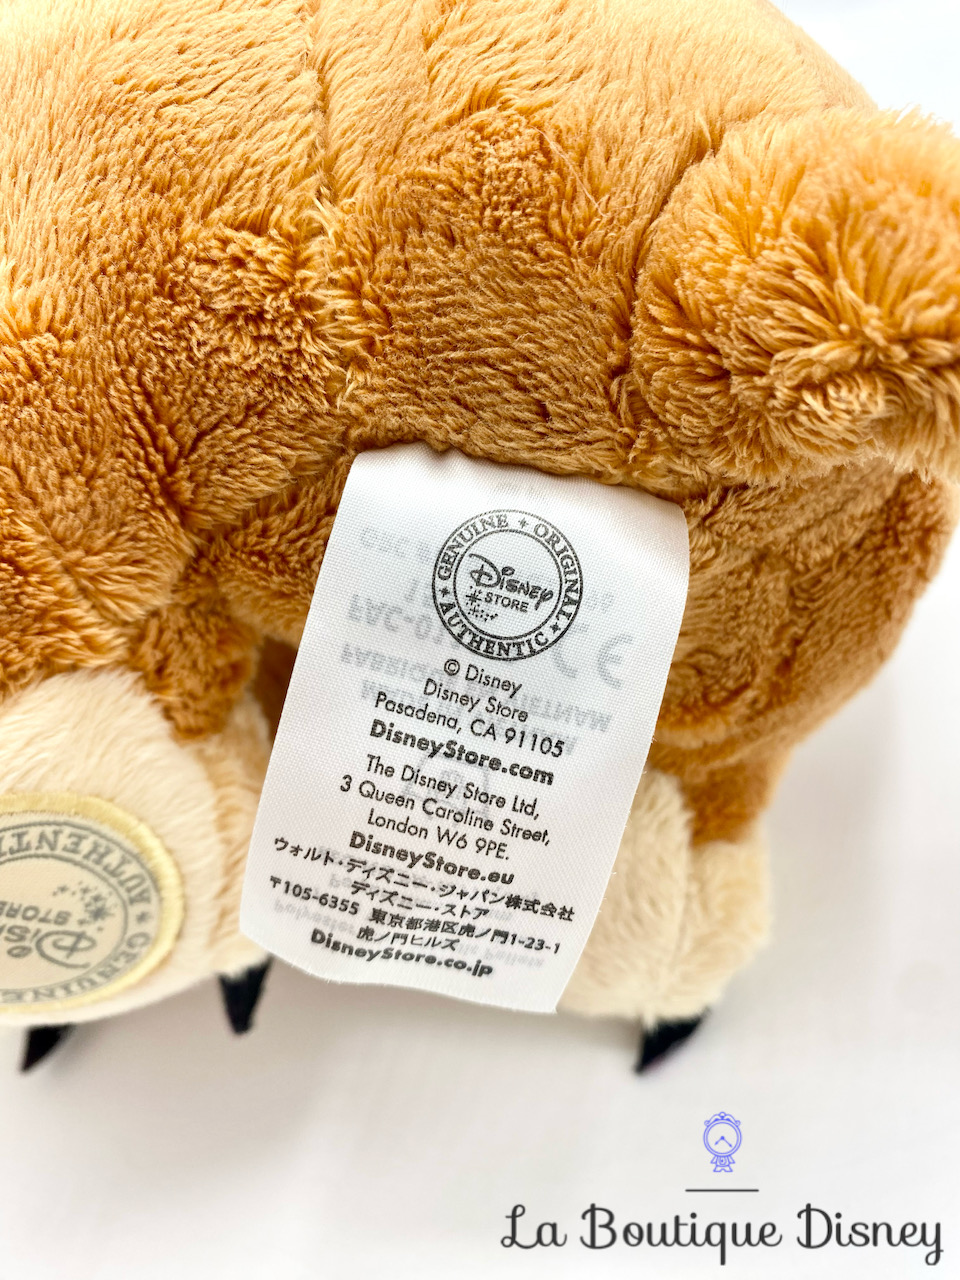 GENUINE ✦ ORIGINAL ✦ AUTHENTIC ✦
Disney
STORE
© Disney
Disney Store
Pasadena, CA 91105
DisneyStore.com
The Disney Store Ltd,
3 Queen Caroline Street,
London W6 9PE.
DisneyStore.eu
ウォルト・ディズニー・ジャパン株式会社
ディズニー・ストア
〒105-6355 東京都港区虎ノ門1-23-1
虎ノ門ヒルズ
DisneyStore.co.jp
AUTHENTI
GENUINE
STORE
La Boutique Disney